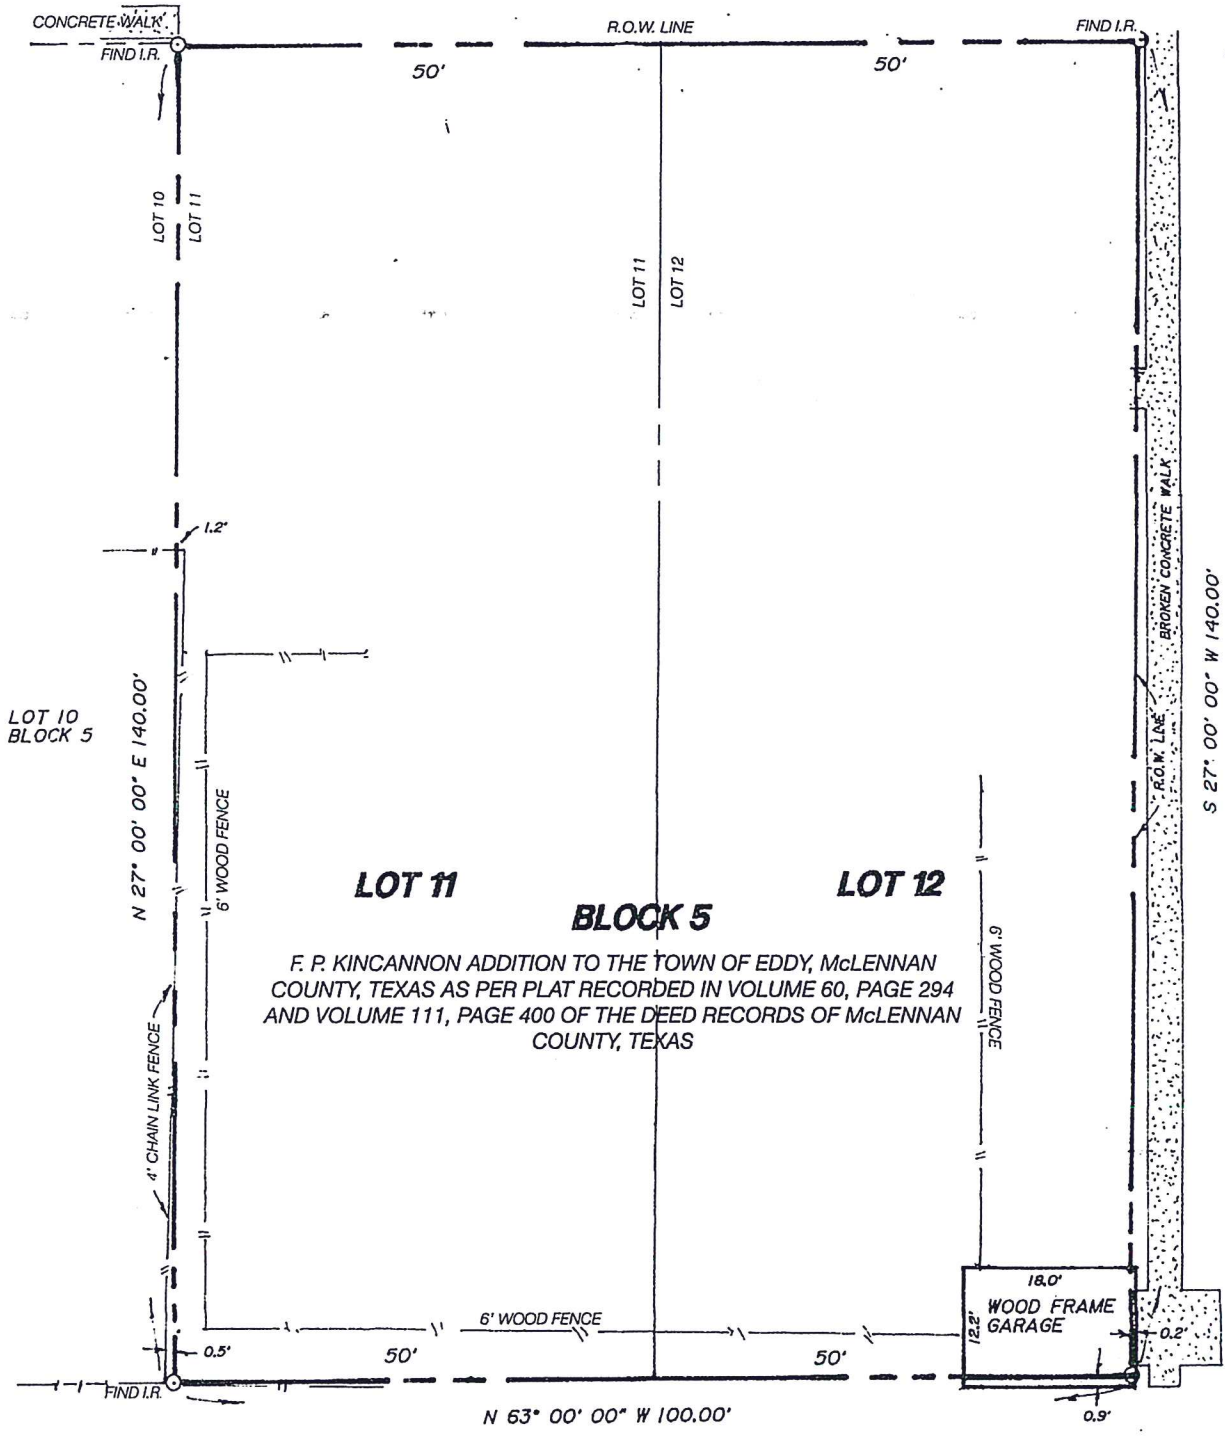 CONCRETE WALK
R.O.W. LINE
FIND I.R.
FIND I.R.
50'
50'
LOT 10
LOT 11
LOT 11
LOT 12
1.2'
BROKEN CONCRETE WALK
S 27° 00' 00" W 140.00'
N 27° 00' 00" E 140.00'
LOT 10
BLOCK 5
R.O.W. LINE
6' WOOD FENCE
LOT 11
LOT 12
BLOCK 5
6' WOOD FENCE
F. P. KINCANNON ADDITION TO THE TOWN OF EDDY, McLENNAN
COUNTY, TEXAS AS PER PLAT RECORDED IN VOLUME 60, PAGE 294
AND VOLUME 111, PAGE 400 OF THE DEED RECORDS OF McLENNAN
COUNTY, TEXAS
4' CHAIN LINK FENCE
18.0'
WOOD FRAME
GARAGE
12.2'
6' WOOD FENCE
0.2'
0.5'
50'
50'
FIND I.R.
N 63° 00' 00" W 100.00'
0.9'